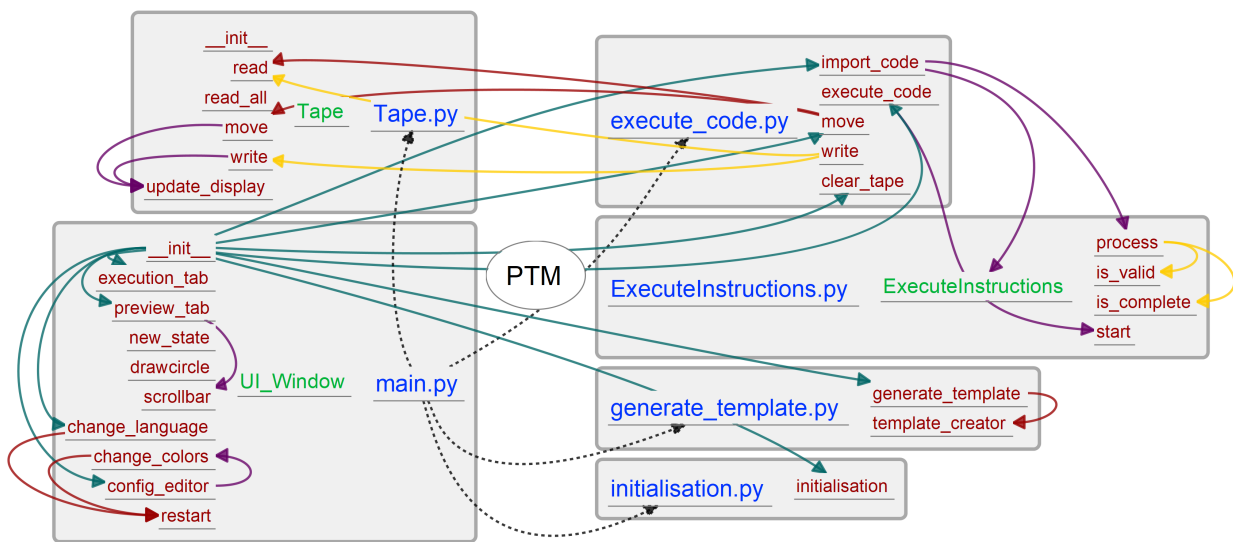 __init__
read
read_all
move
write
update_display
Tape
Tape.py
__init__
execution_tab
preview_tab
new_state
drawcircle
scrollbar
change_language
change_colors
config_editor
restart
UI_Window
main.py
PTM
execute_code.py
import_code
execute_code
move
write
clear_tape
ExecuteInstructions.py
ExecuteInstructions
process
is_valid
is_complete
start
generate_template.py
generate_template
template_creator
initialisation.py
initialisation